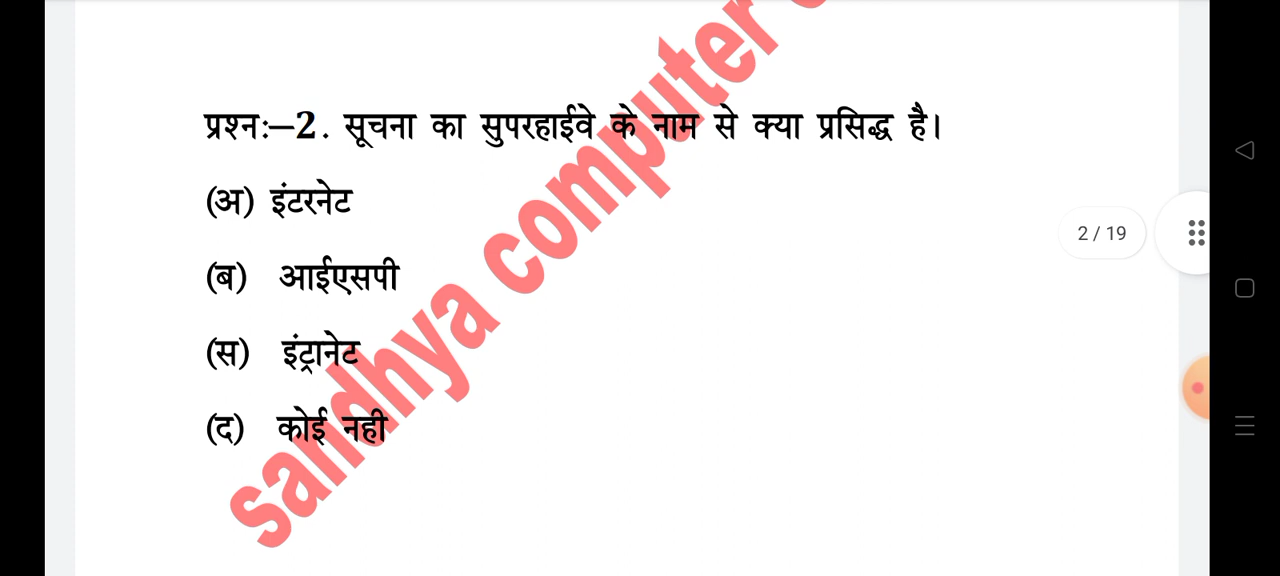 प्रश्नः–2. सूचना का सुपरहाईवे के नाम से क्या प्रसिद्ध है।
(अ) इंटरनेट
(ब) आईएसपी
2 / 19
(स) इंट्रानेट
(द) कोई नही
sandhya computer